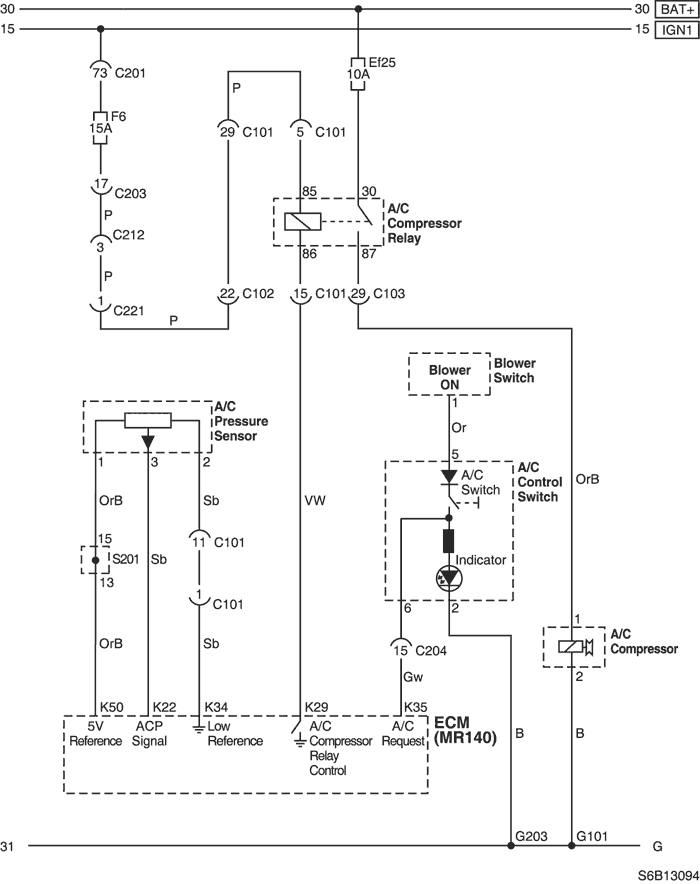 30 30 BAT+
15 15 IGN1
Ef25
10A
73 C201
P
F6
15A
29 C101 5 C101
17 C203
85 30
P
A/C
Compressor
Relay
C212
3
86 87
P
1 C221
22 C102 15 C101 29 C103
P
Blower
ON
Blower
Switch
1
Or
A/C
Pressure
Sensor
5
1 3 2
A/C
Switch
A/C
Control
Switch
OrB Sb VW OrB
15
S201
13
Sb
11 C101
Indicator
1 C101
6 2
1
A/C
Compressor
2
OrB Sb
15 C204
Gw
K50 K22 K34 K29 K35
5V
Reference
ACP
Signal
Low
Reference
A/C
Compressor
Relay
Control
A/C
Request
ECM
(MR140)
B B
G203 G101
31 G
S6B13094